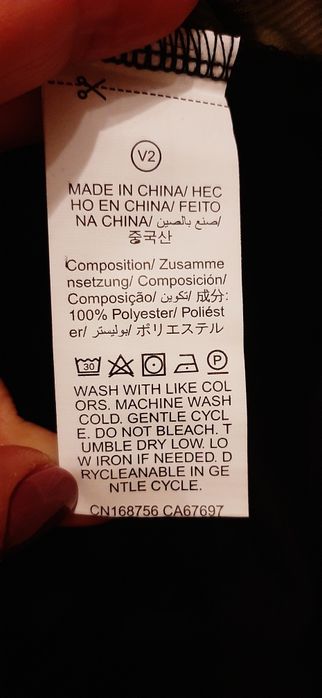 V2
MADE IN CHINA/ HEC
HO EN CHINA/ FEITO
NA CHINA/ صنع بالصين/
중국산
Composition/ Zusamme
nsetzung/ Composición/
Composição/ تكوين/ 成分:
100% Polyester/ Poliést
er/ بوليستر/ ポリエステル
30 P
WASH WITH LIKE COL
ORS. MACHINE WASH
COLD. GENTLE CYCL
E. DO NOT BLEACH. T
UMBLE DRY LOW. LO
W IRON IF NEEDED. D
RYCLEANABLE IN GE
NTLE CYCLE.
CN168756 CA67697